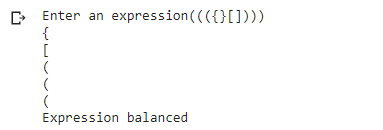 Enter an expression((({}[])))
{
[
(
(
(
Expression balanced